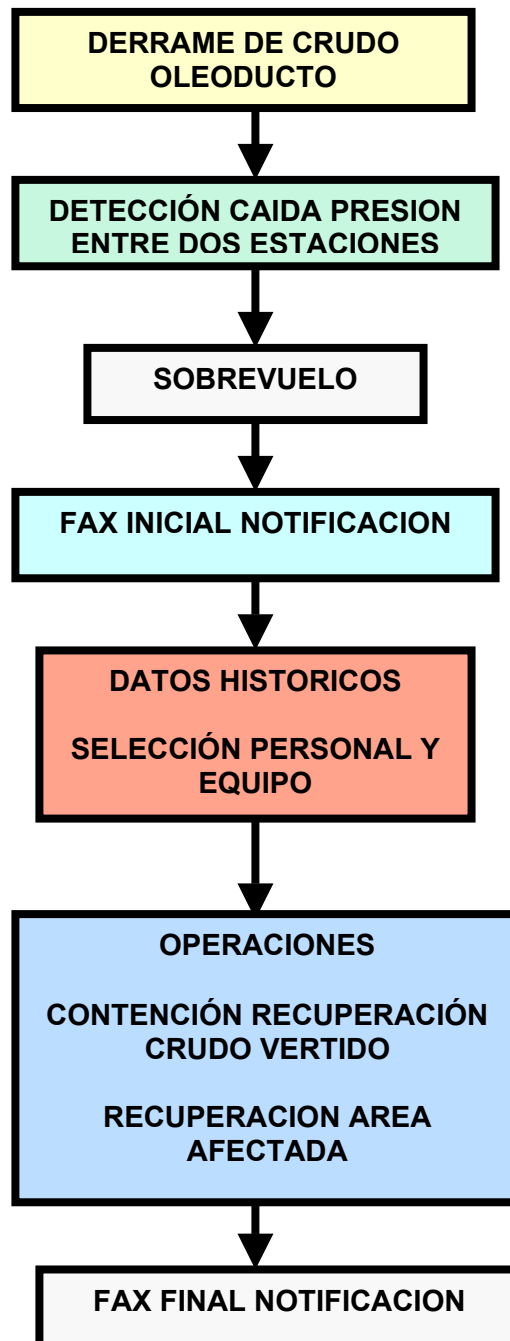 DERRAME DE CRUDO
OLEODUCTO
DETECCIÓN CAIDA PRESION
ENTRE DOS ESTACIONES
SOBREVUELO
FAX INICIAL NOTIFICACION
DATOS HISTORICOS
SELECCIÓN PERSONAL Y
EQUIPO
OPERACIONES
CONTENCIÓN RECUPERACIÓN
CRUDO VERTIDO
RECUPERACION AREA
AFECTADA
FAX FINAL NOTIFICACION